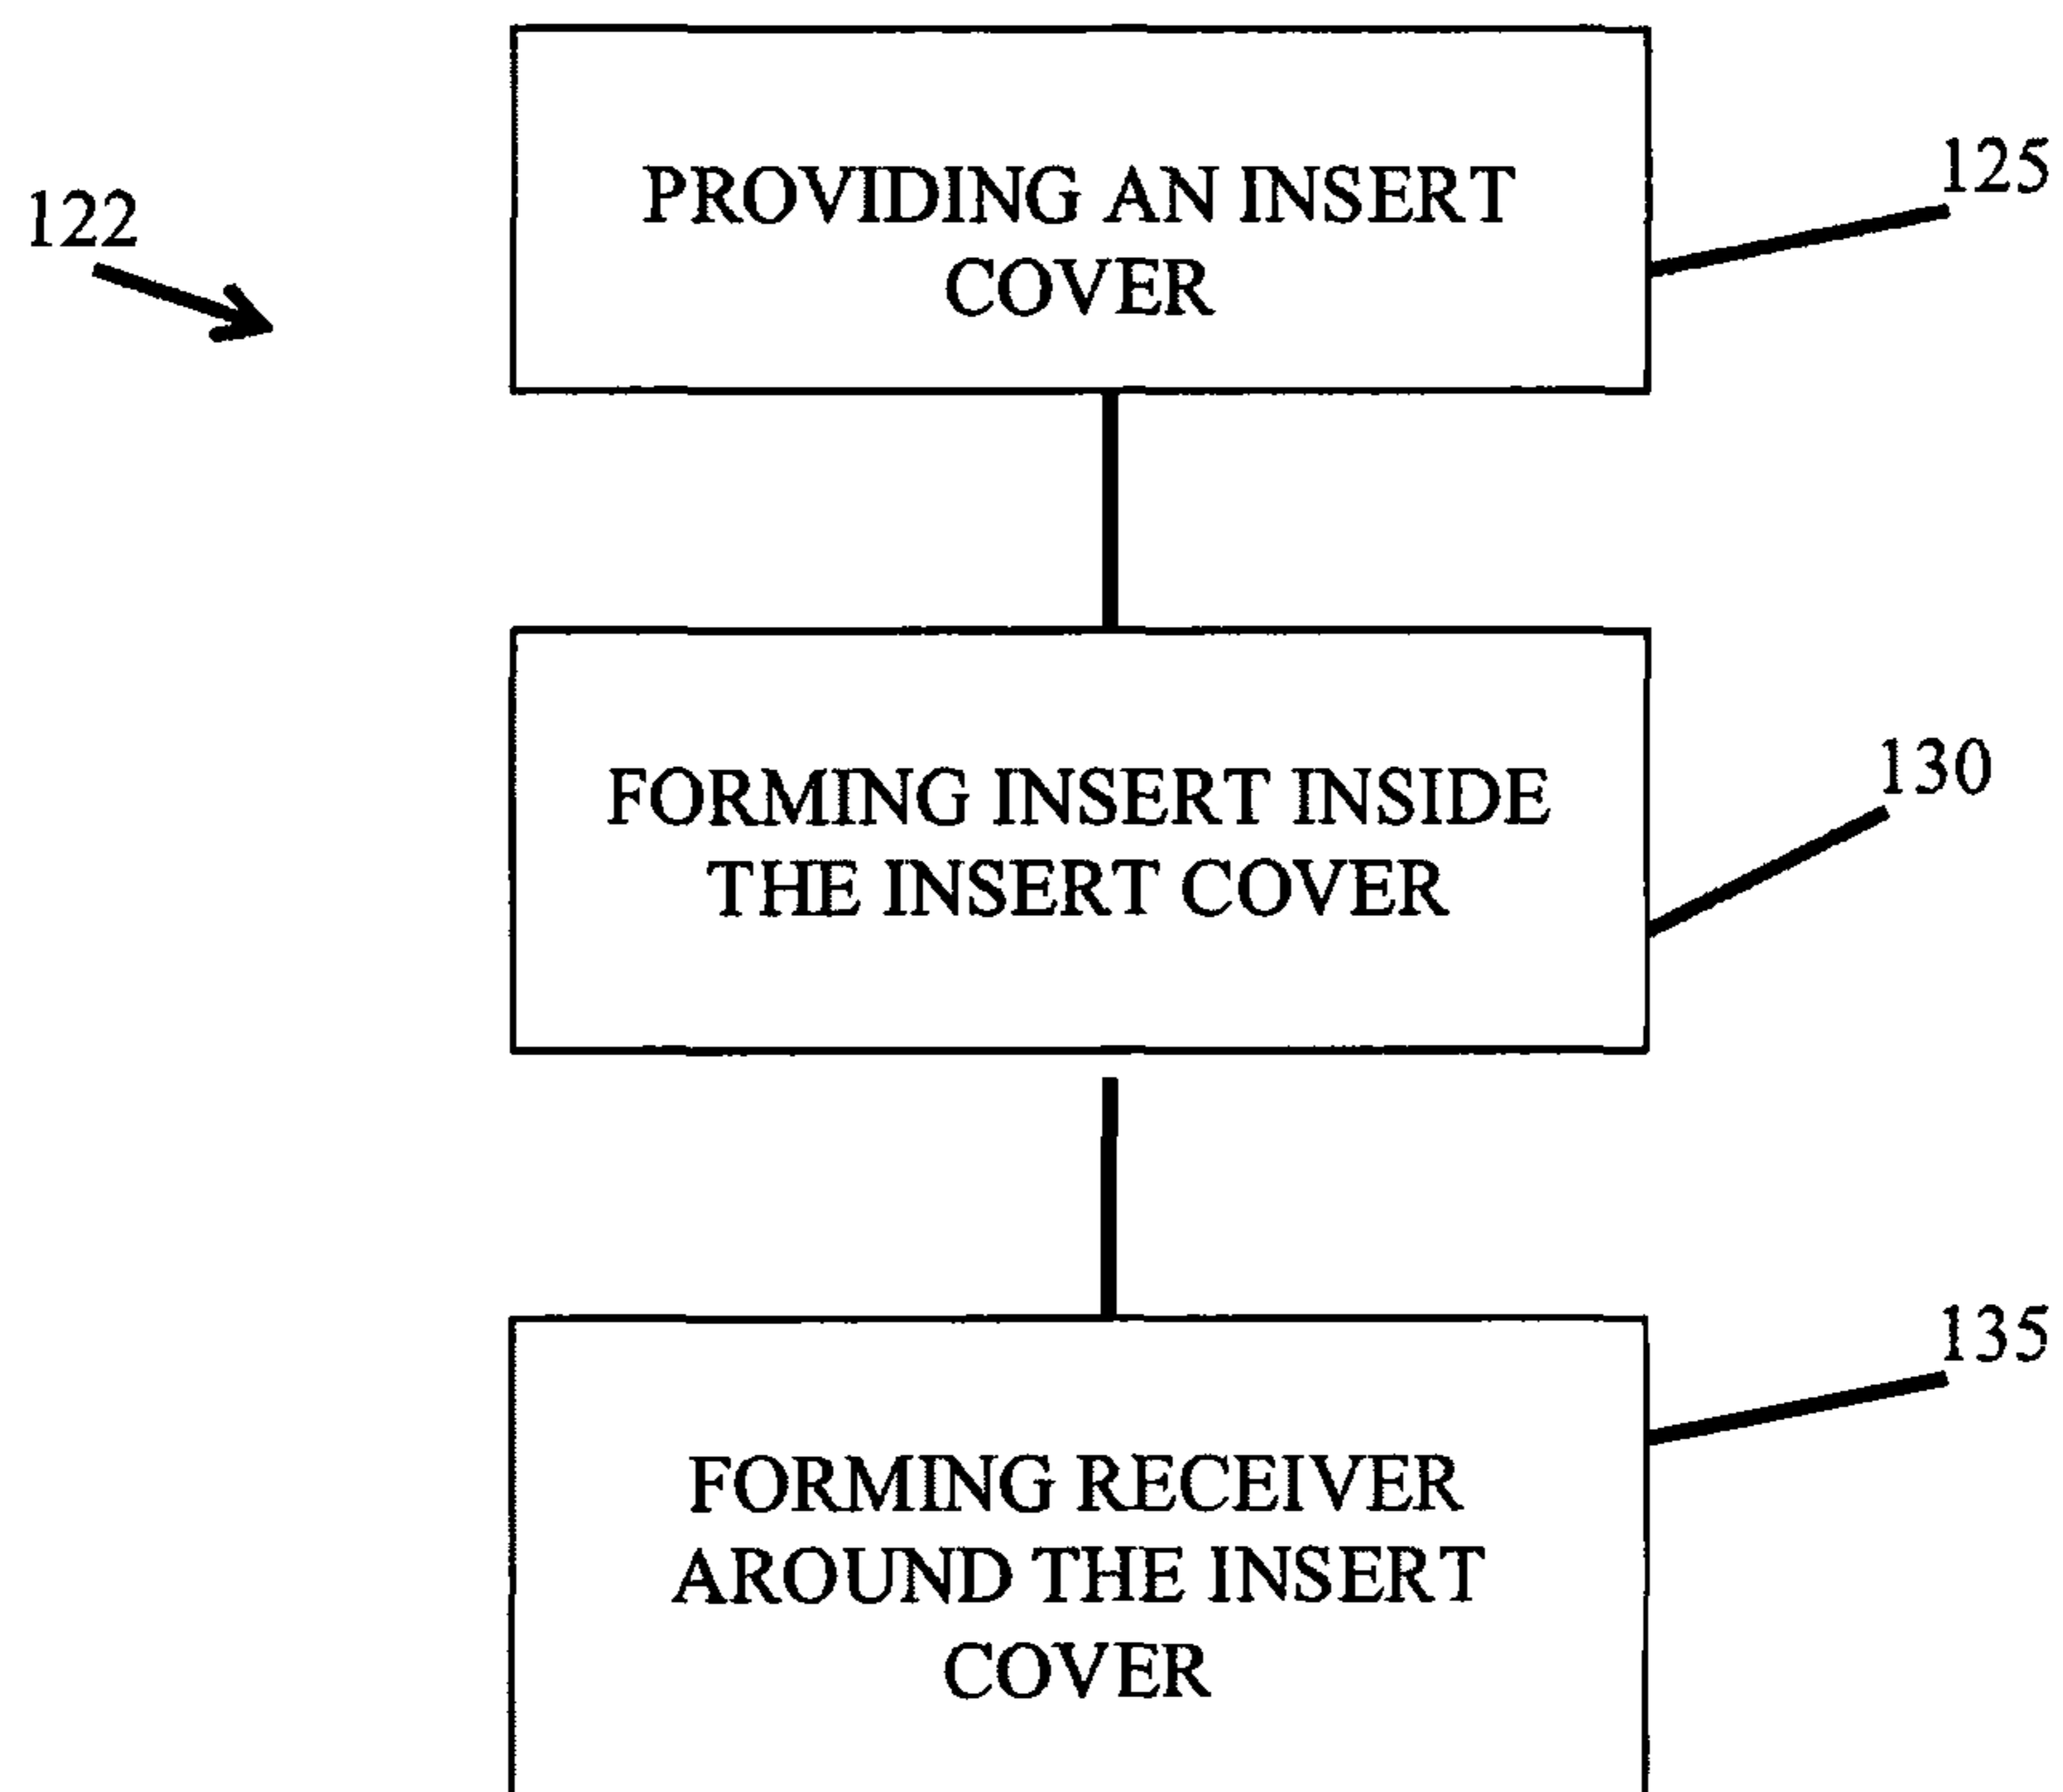 122
PROVIDING AN INSERT
COVER
125
FORMING INSERT INSIDE
THE INSERT COVER
130
FORMING RECEIVER
AROUND THE INSERT
COVER
135